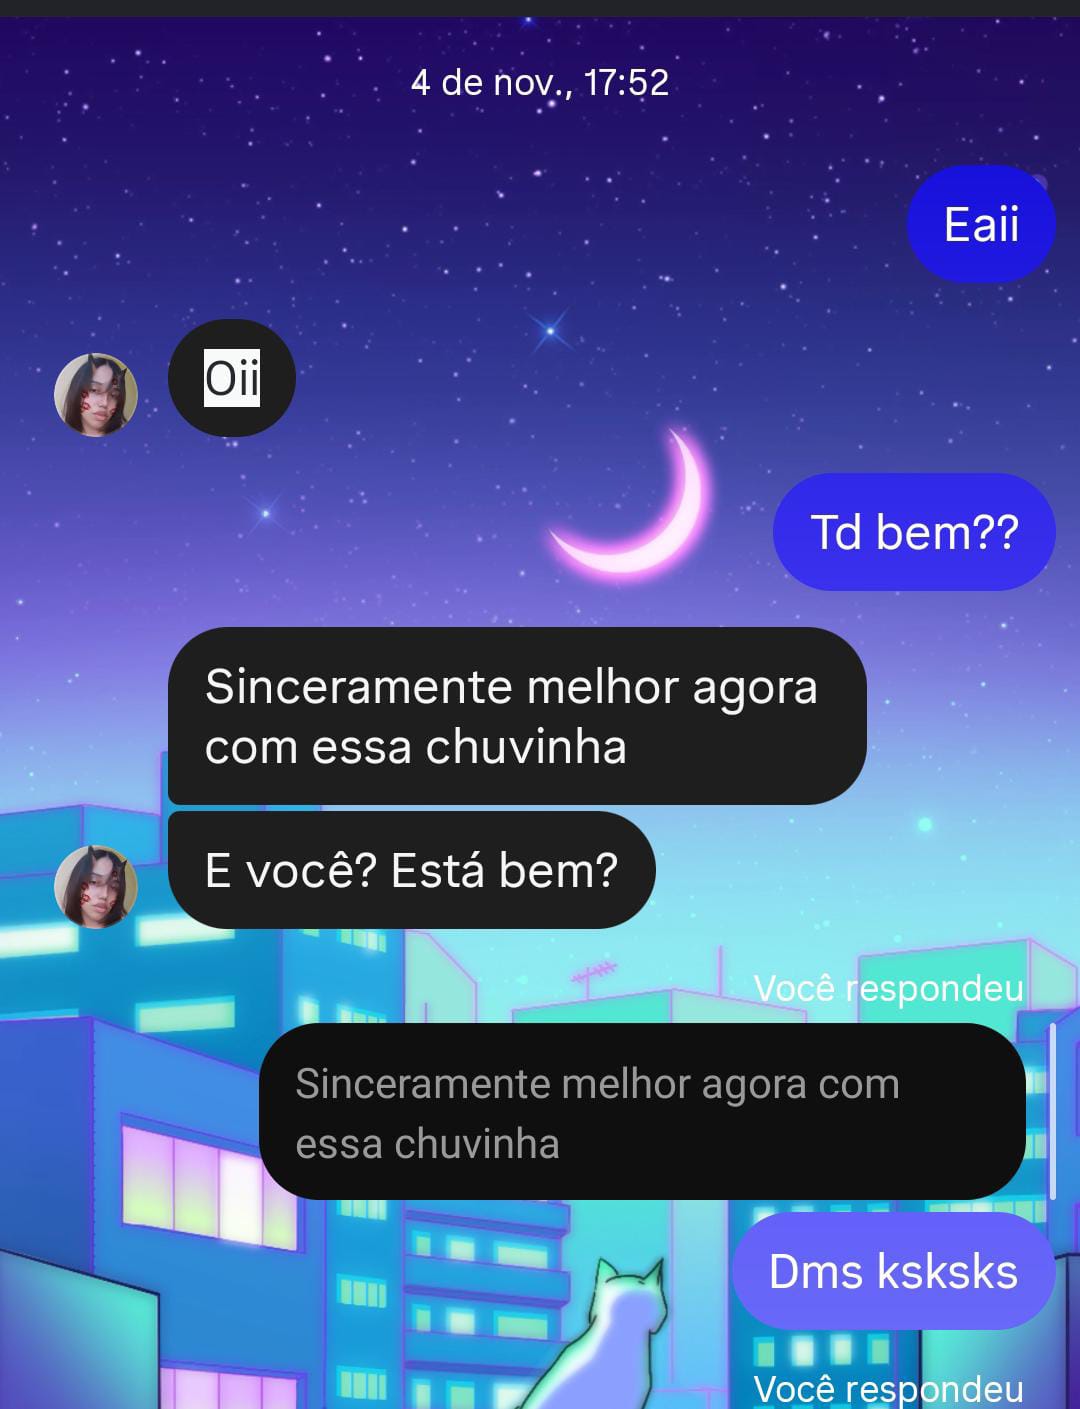 4 de nov., 17:52
Eaii
Oii
Td bem??
Sinceramente melhor agora
com essa chuvinha
E você? Está bem?
Você respondeu
Sinceramente melhor agora com
essa chuvinha
Dms ksksks
Você respondeu